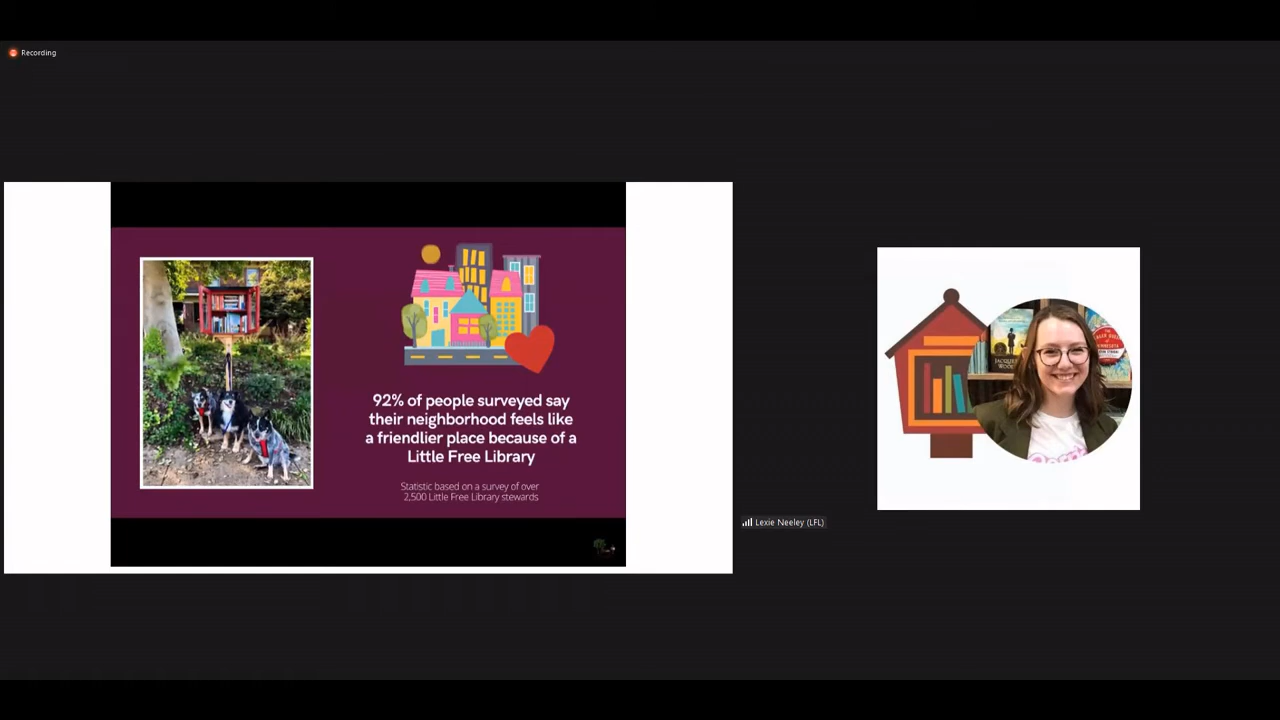 Recording
92% of people surveyed say
their neighborhood feels like
a friendlier place because of a
Little Free Library
Statistic based on a survey of over
2,500 Little Free Library stewards
Lexie Neeley (LFL)